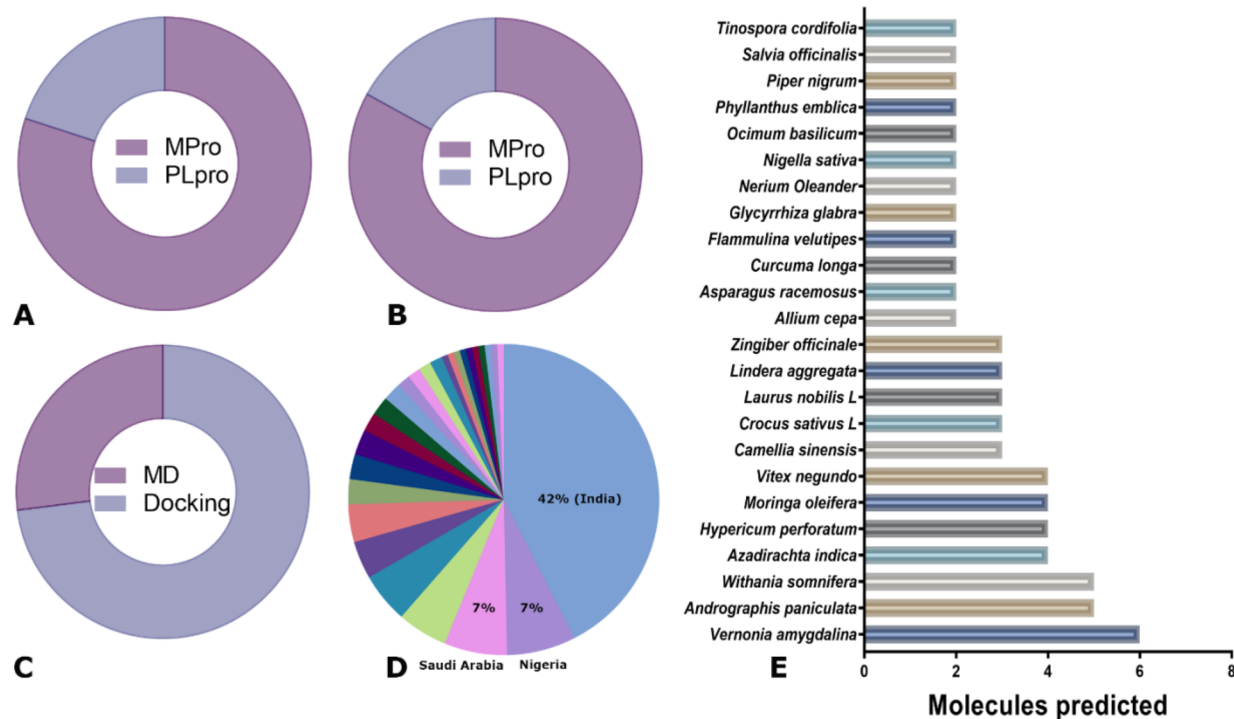 MPro
PLpro
A
MPro
PLpro
B
MD
Docking
C
42% (India)
7%
7%
Saudi Arabia
Nigeria
D
Tinospora cordifolia
Salvia officinalis
Piper nigrum
Phyllanthus emblica
Ocimum basilicum
Nigella sativa
Nerium Oleander
Glycyrrhiza glabra
Flammulina velutipes
Curcuma longa
Asparagus racemosus
Allium cepa
Zingiber officinale
Lindera aggregata
Laurus nobilis L
Crocus sativus L
Camellia sinensis
Vitex negundo
Moringa oleifera
Hypericum perforatum
Azadirachta indica
Withania somnifera
Andrographis paniculata
Vernonia amygdalina
0 2 4 6 8
E
Molecules predicted